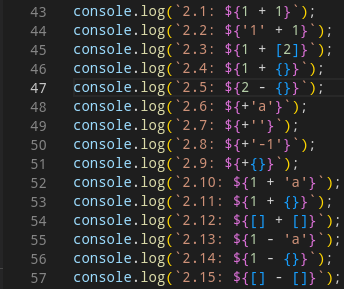 43 console.log(`2.1: ${1 + 1}`);
44 console.log(`2.2: ${'1' + 1}`);
45 console.log(`2.3: ${1 + [2]}`);
46 console.log(`2.4: ${1 + {}}`);
47 console.log(`2.5: ${2 - {}}`);
48 console.log(`2.6: ${+'a'}`);
49 console.log(`2.7: ${+''}`);
50 console.log(`2.8: ${+'-1'}`);
51 console.log(`2.9: ${+{}}`);
52 console.log(`2.10: ${1 + 'a'}`);
53 console.log(`2.11: ${1 + {}}`);
54 console.log(`2.12: ${[] + []}`);
55 console.log(`2.13: ${1 - 'a'}`);
56 console.log(`2.14: ${1 - {}}`);
57 console.log(`2.15: ${[] - []}`);